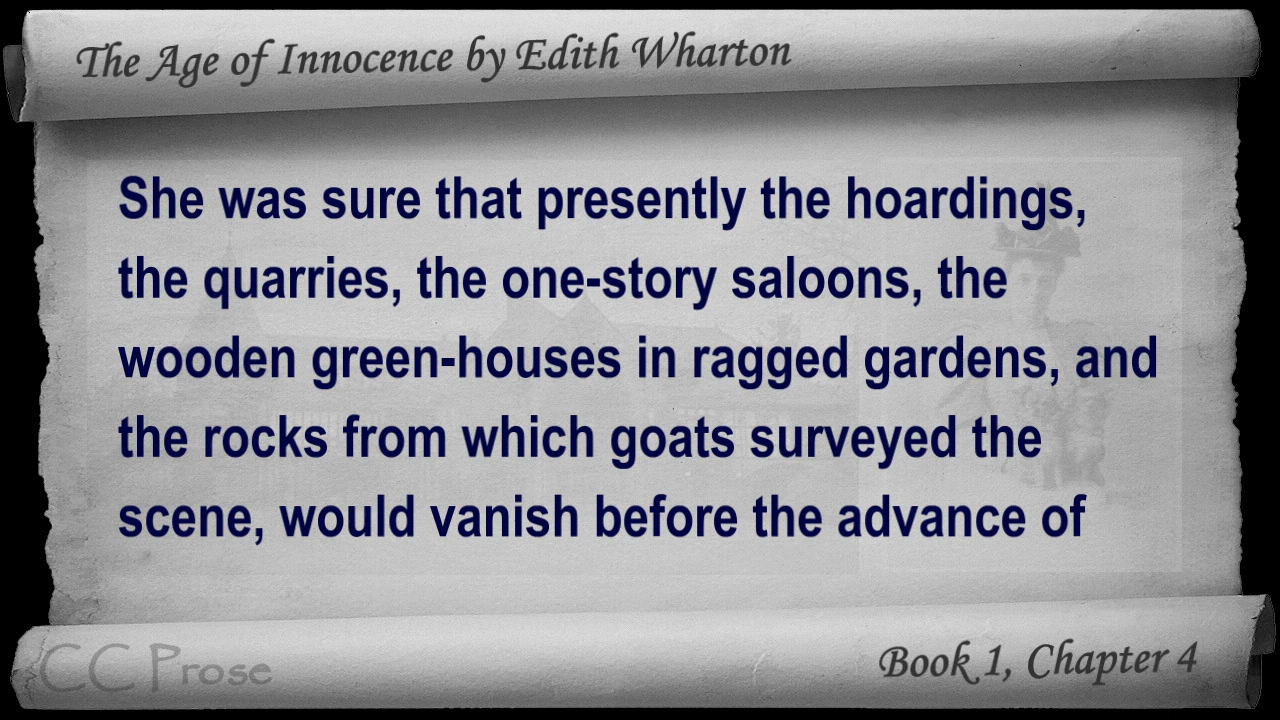 The Age of Innocence by Edith Wharton
She was sure that presently the hoardings,
the quarries, the one-story saloons, the
wooden green-houses in ragged gardens, and
the rocks from which goats surveyed the
scene, would vanish before the advance of
CC Prose
Book 1, Chapter 4